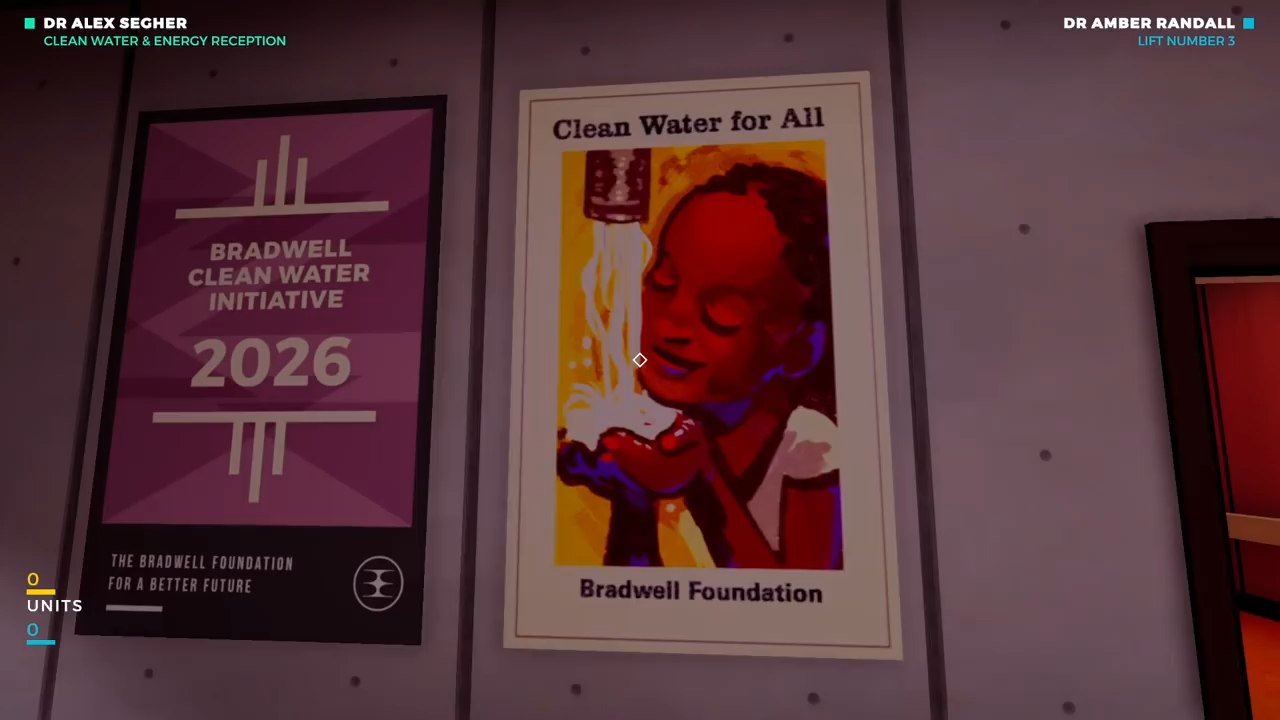 DR ALEX SEGHER
CLEAN WATER & ENERGY RECEPTION
DR AMBER RANDALL
LIFT NUMBER 3
BRADWELL
CLEAN WATER
INITIATIVE
2026
THE BRADWELL FOUNDATION
FOR A BETTER FUTURE
Clean Water for All
Bradwell Foundation
0
UNITS
0